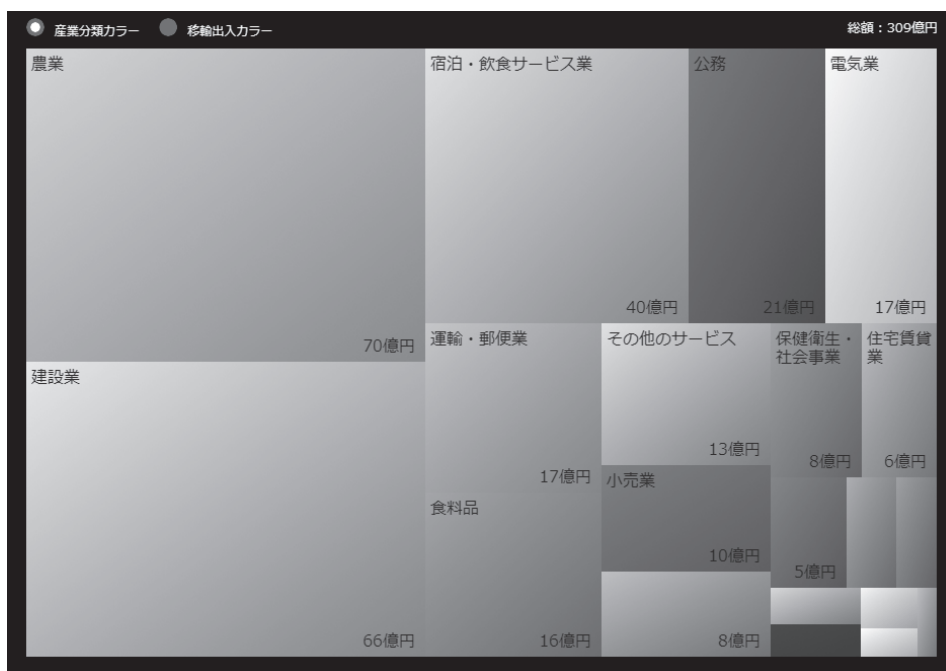 産業分類カラー 移輸出入カラー 総額：309億円
農業
70億円
建設業
66億円
宿泊・飲食サービス業
40億円
公務
21億円
電気業
17億円
運輸・郵便業
17億円
食料品
16億円
その他のサービス
13億円
小売業
10億円
8億円
保健衛生・
社会事業
8億円
住宅賃貸
業
6億円
5億円